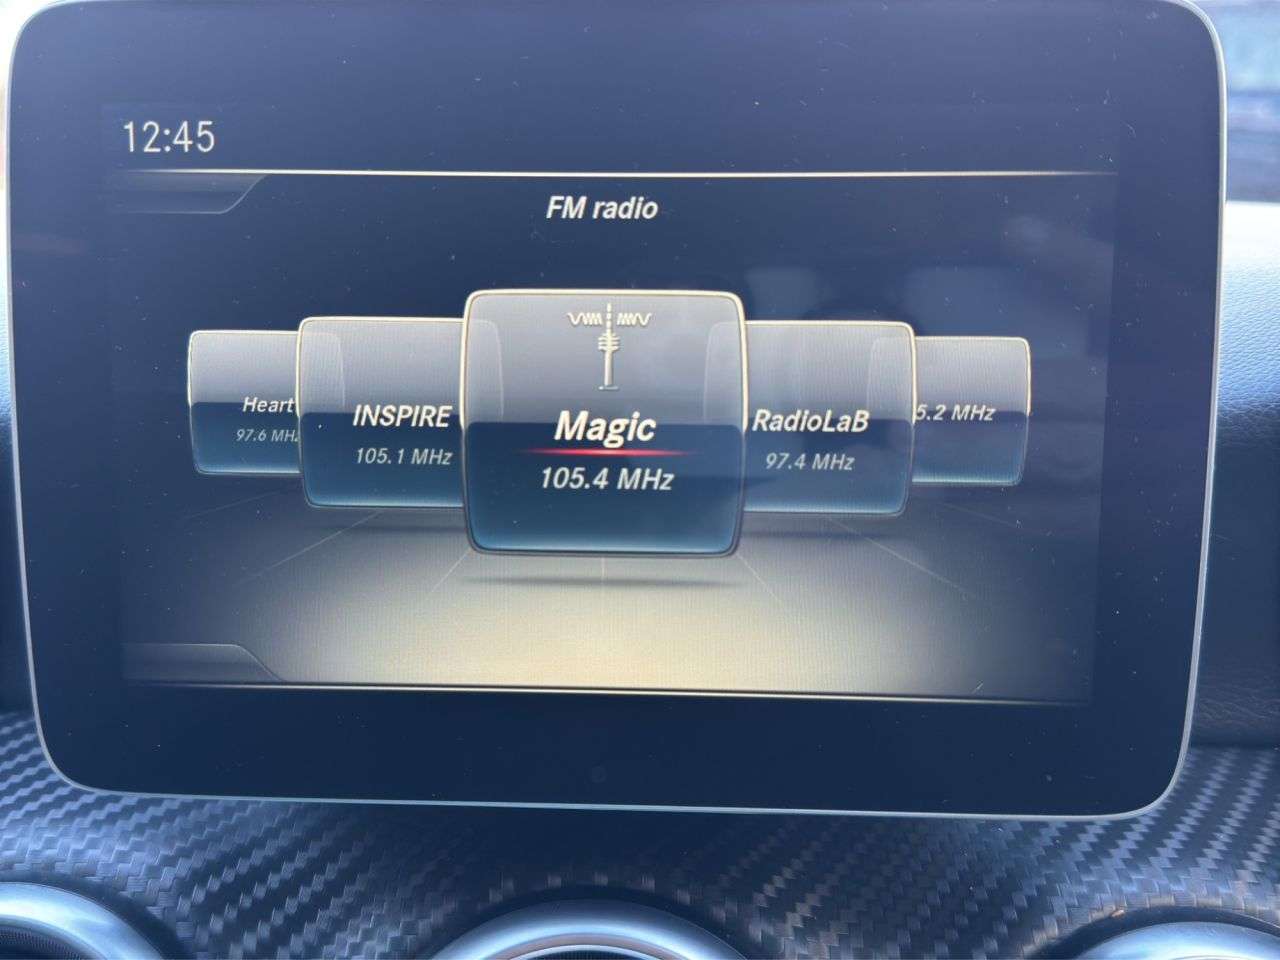 12:45
FM radio
Heart
97.6 MHz
INSPIRE
105.1 MHz
Magic
105.4 MHz
RadioLaB
97.4 MHz
5.2 MHz